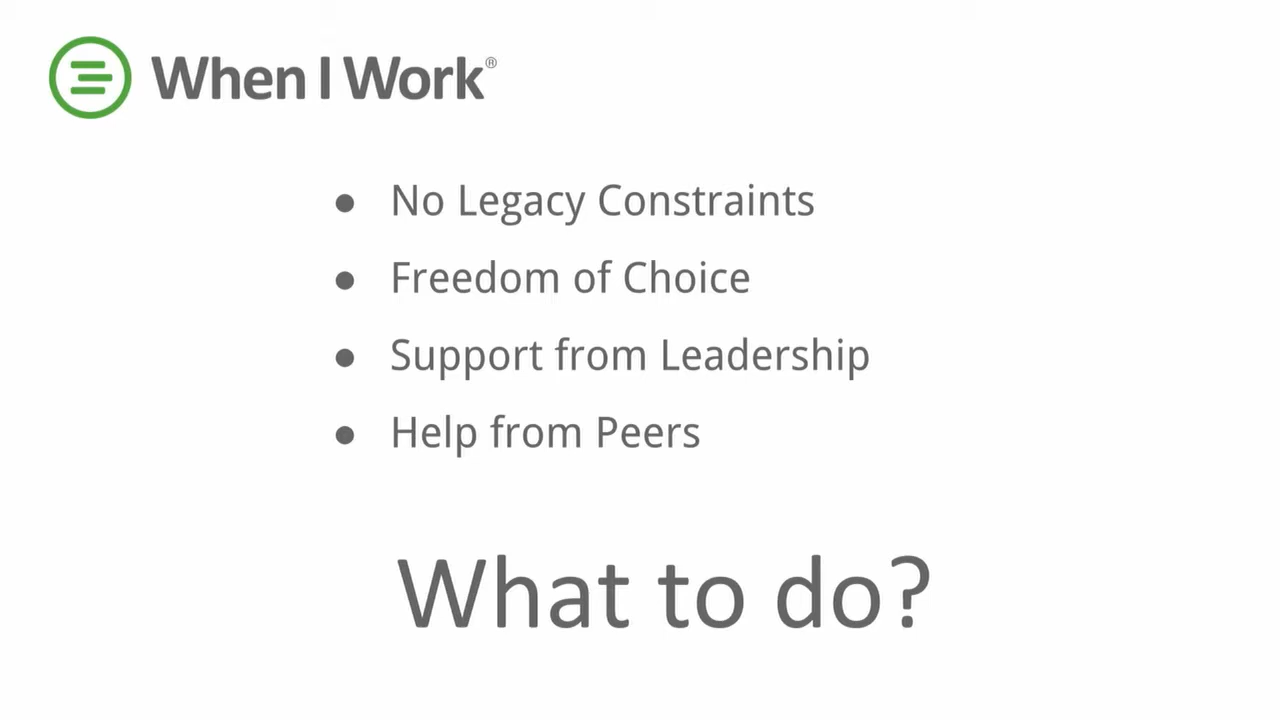 When I Work®
● No Legacy Constraints
● Freedom of Choice
● Support from Leadership
● Help from Peers
What to do?